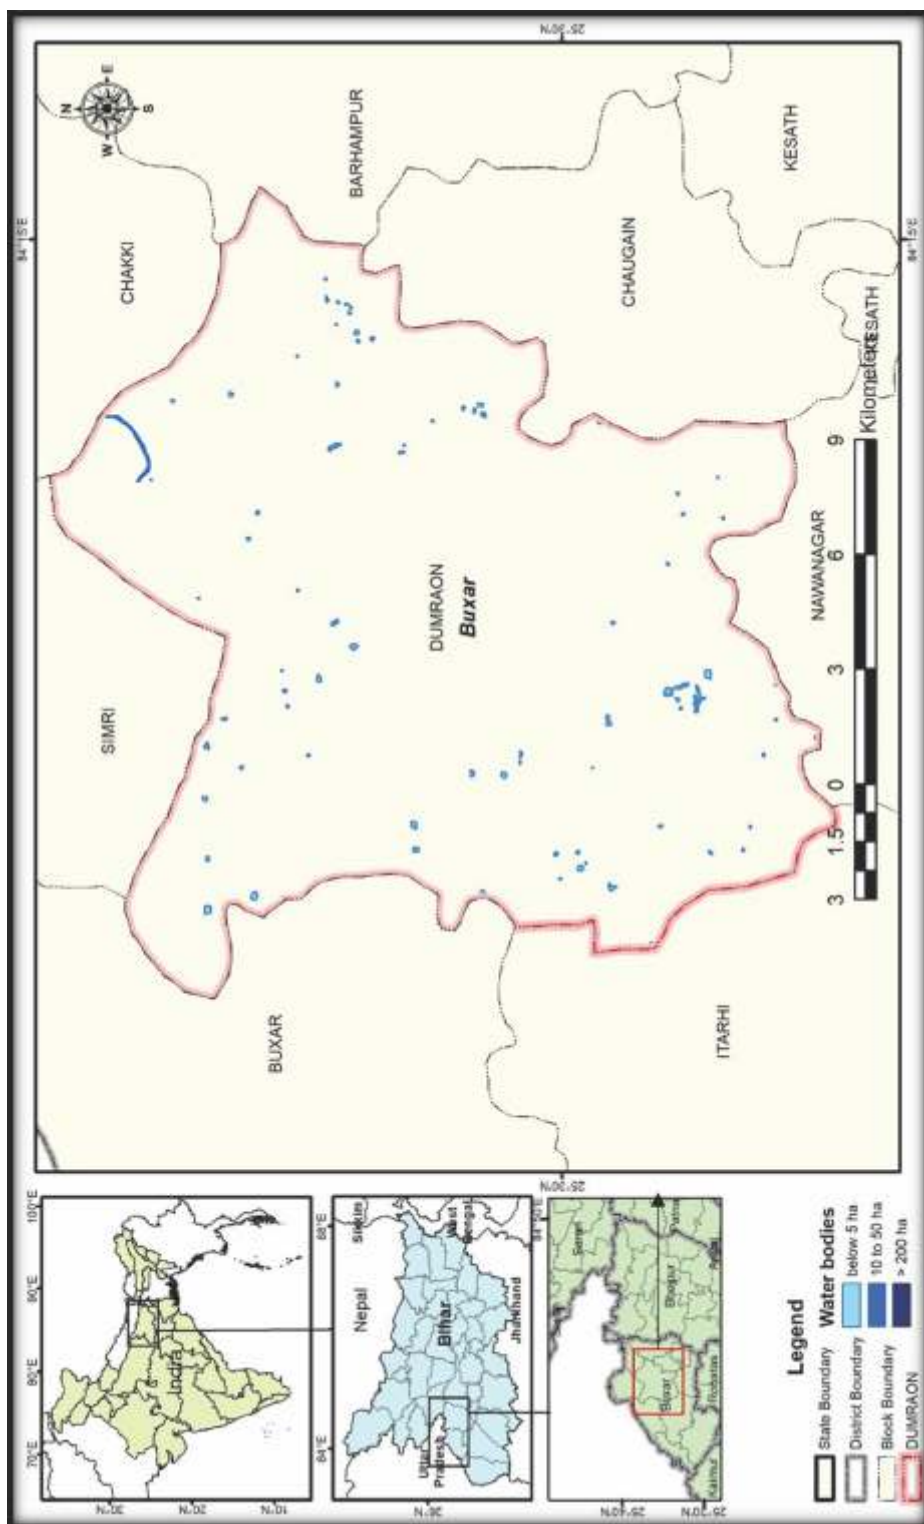 70°E
80°E
90°E
100°E
30°N
20°N
10°N
India
84°E
88°E
26°N
Nepal
Sikkim
Uttar
Pradesh
Bihar
West
Bengal
Jharkhand
25°40'N
25°20'N
Saran
Buxar
Bhojpur
Patna
Rohtas
Kaimur
Legend
State Boundary
District Boundary
Block Boundary
DUMRAON
Water bodies
below 5 ha
10 to 50 ha
> 200 ha
84°15'E
84°15'E
25°30'N
25°30'N
N
E
S
W
SIMRI
CHAKKI
BARHAMPUR
BUXAR
DUMRAON
Buxar
CHAUGAIN
KESATH
ITARHI
NAWANAGAR
KESATH
3
1.5
0
3
6
9
Kilometers